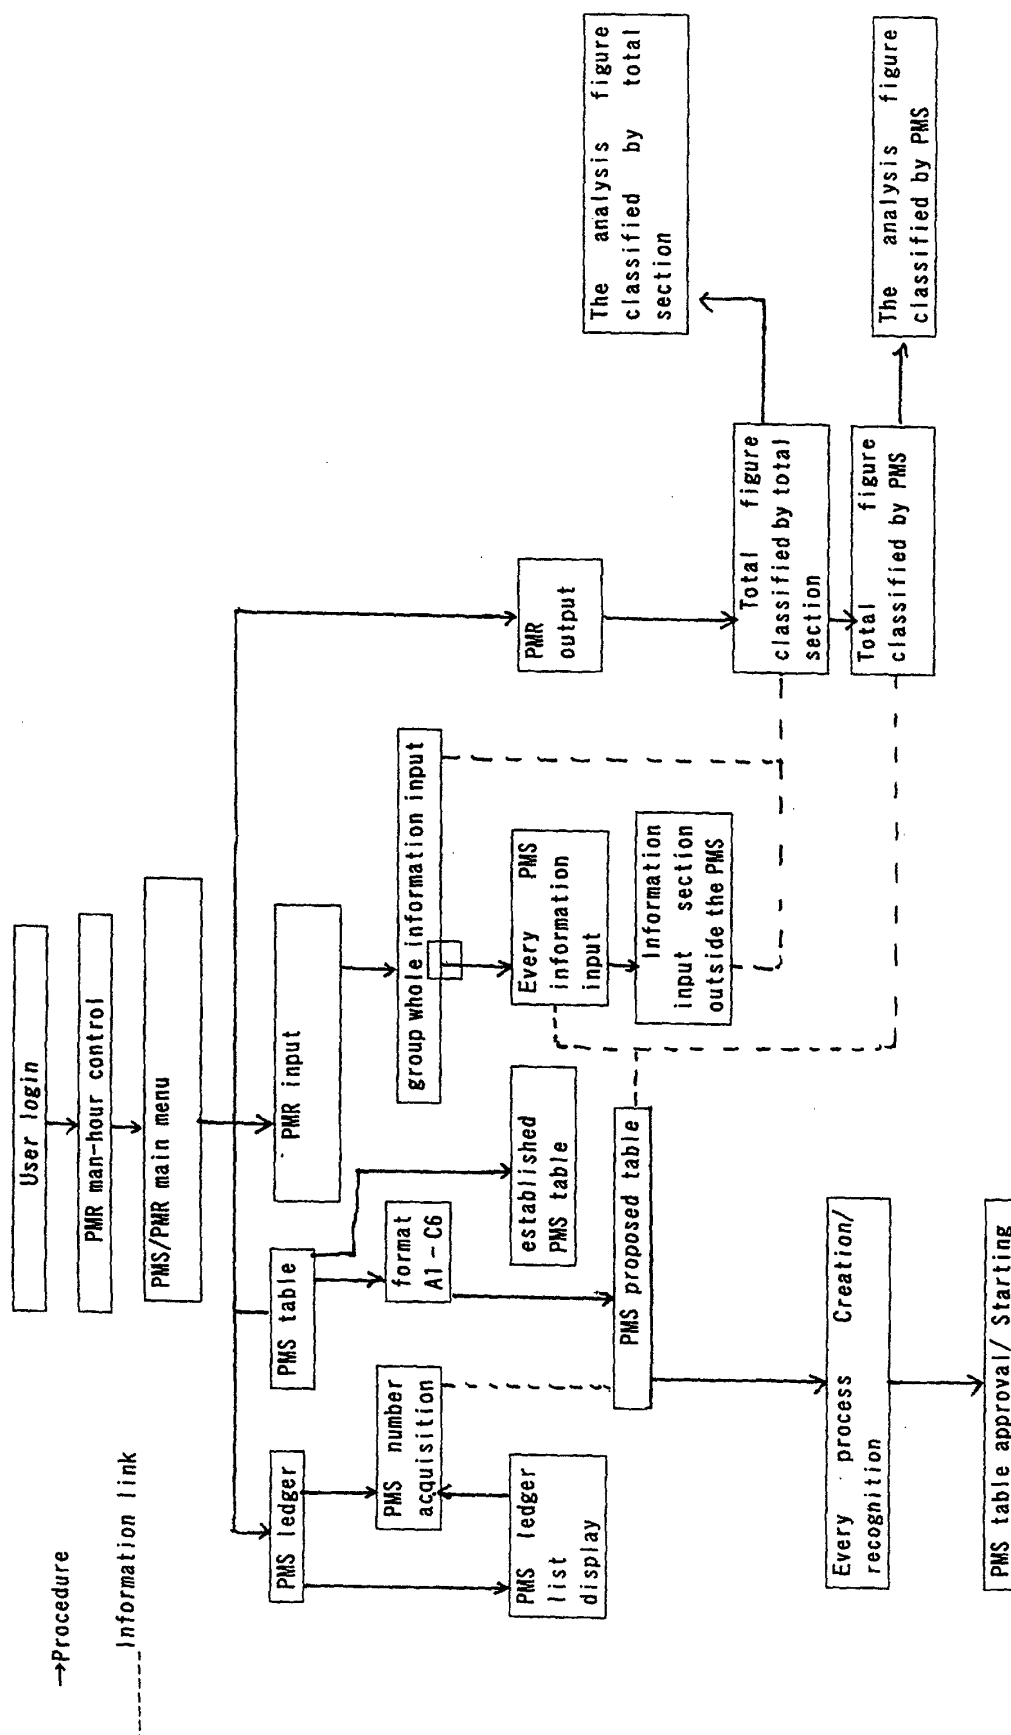 →Procedure
Information link
User login
PMR man-hour control
PMS/PMR main menu
PMS ledger
PMS table
PMR input
PMR
output
PMS number
acquisition
format
A1-C6
group whole information input
PMS ledger
list
display
established
PMS table
Every PMS
information
input
PMS proposed table
Information
input section
outside the PMS
Total figure
classified by total
section
The analysis figure
classified by total
section
Total figure
classified by PMS
The analysis figure
classified by PMS
Every process Creation/
recognition
PMS table approval/ Starting